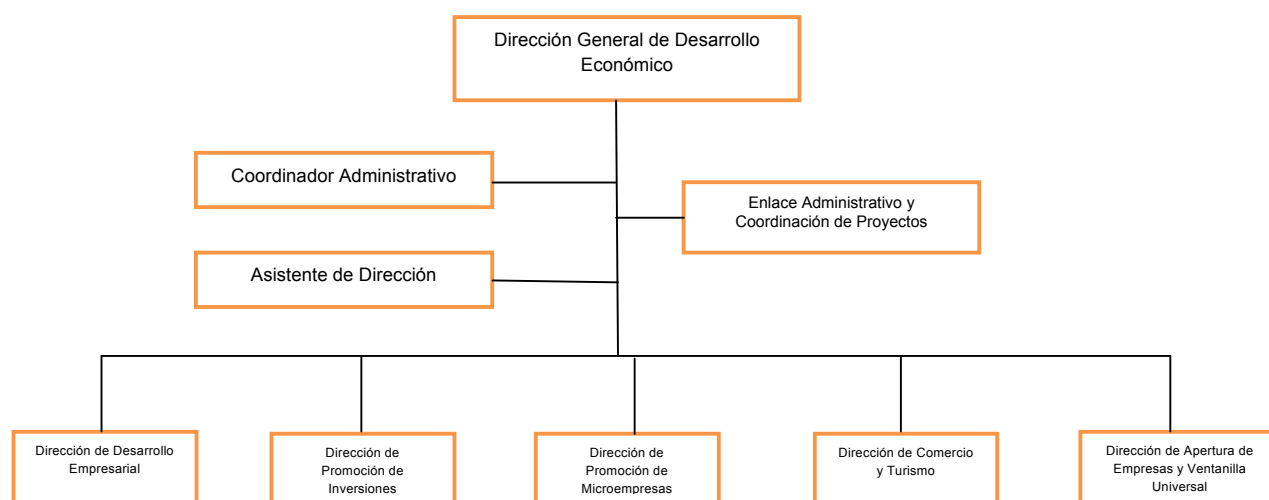 Dirección General de Desarrollo
Económico
Coordinador Administrativo
Enlace Administrativo y
Coordinación de Proyectos
Asistente de Dirección
Dirección de Desarrollo
Empresarial
Dirección de
Promoción de
Inversiones
Dirección de
Promoción de
Microempresas
Dirección de Comercio
y Turismo
Dirección de Apertura de
Empresas y Ventanilla
Universal